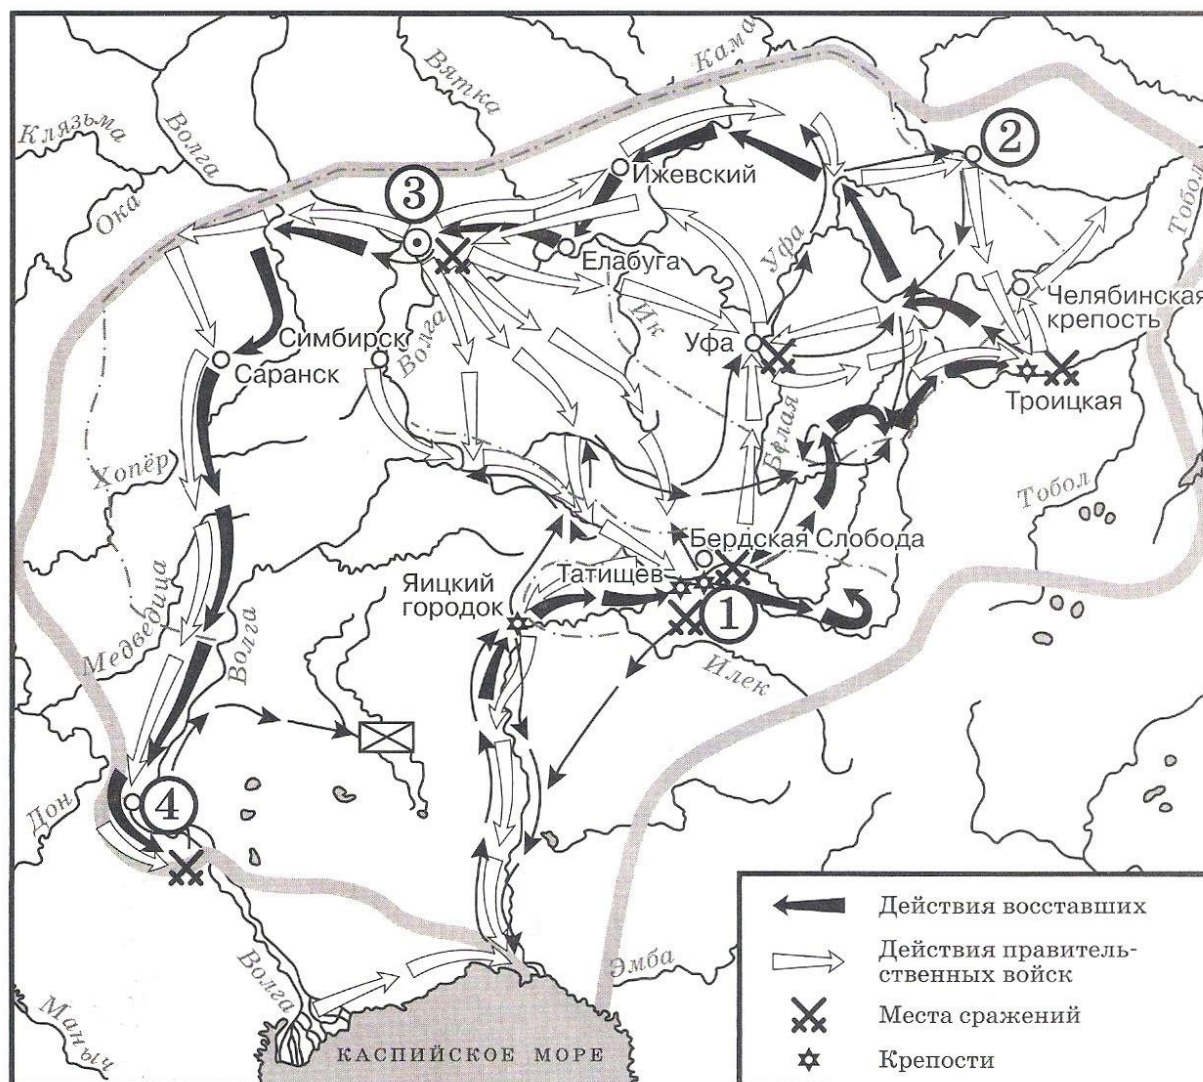 Кама
Вятка
Клязьма
Волга
2
Тобол
Ижевский
3
Ока
Уфа
Елабуга
Челябинская
крепость
Ик
Волга
Симбирск
Уфа
Саранск
Троицкая
Белая
Хопёр
Тобол
Бердская Слобода
Татищев
Яицкий
городок
1
Медведица
Волга
Илек
4
Дон
Действия восставших
Действия правитель-
ственных войск
Эмба
Волга
Места сражений
Маныч
КАСПИЙСКОЕ МОРЕ
Крепости